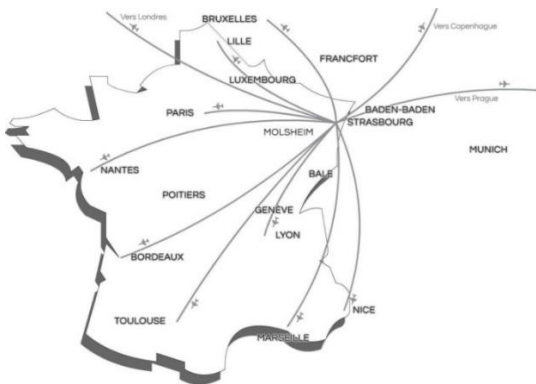 Vers Londres
BRUXELLES
Vers Copenhague
LILLE
FRANCFORT
LUXEMBOURG
Vers Prague
BADEN-BADEN
PARIS
STRASBOURG
MOLSHEIM
MUNICH
NANTES
BALE
POITIERS
GENÈVE
LYON
BORDEAUX
TOULOUSE
NICE
MARSEILLE